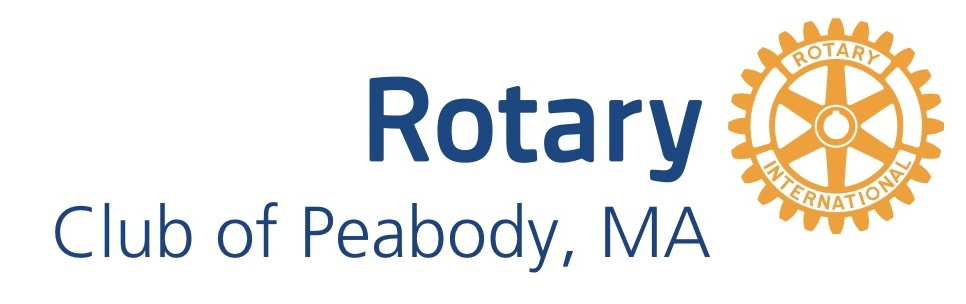 Rotary
Club of Peabody, MA
ROTARY
INTERNATIONAL